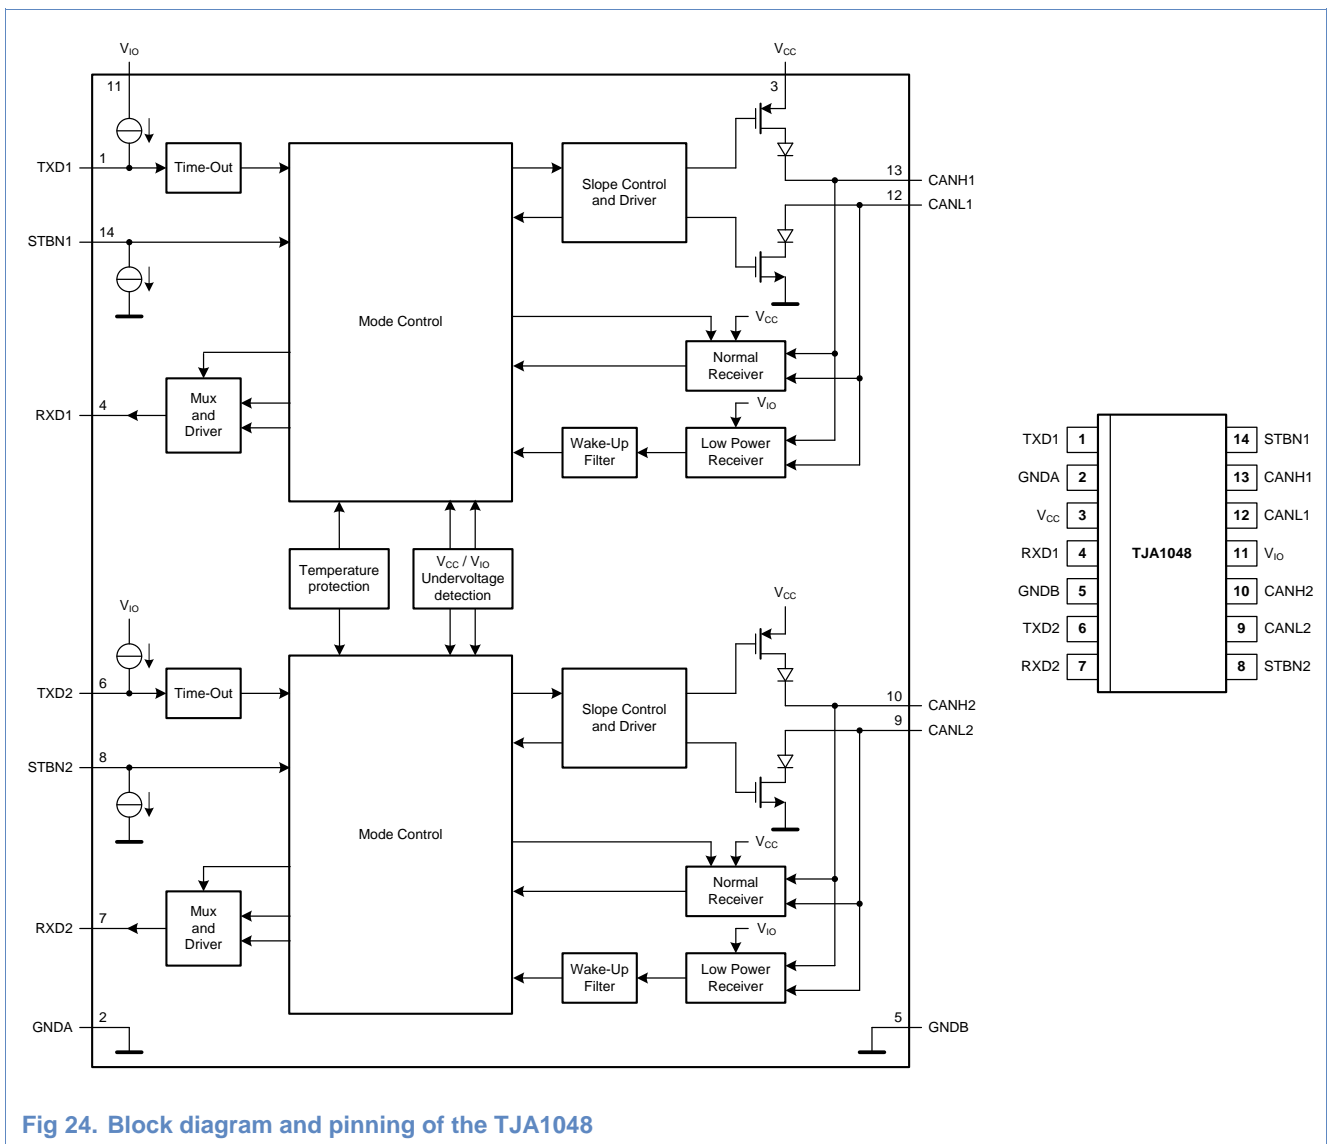 VIO
VCC
11
3
TXD1
1
Time-Out
Slope Control
and Driver
13
CANH1
12
CANL1
STBN1
14
Mode Control
VCC
Normal
Receiver
RXD1
4
Mux
and
Driver
VIO
Wake-Up
Filter
Low Power
Receiver
Temperature
protection
VCC / VIO
Undervoltage
detection
VIO
VCC
TXD2
6
Time-Out
Slope Control
and Driver
10
CANH2
9
CANL2
STBN2
8
Mode Control
VCC
Normal
Receiver
RXD2
7
Mux
and
Driver
VIO
Wake-Up
Filter
Low Power
Receiver
GNDA
2
5
GNDB
TXD1 1 14 STBN1
GNDA 2 13 CANH1
VCC 3 12 CANL1
RXD1 4 TJA1048 11 VIO
GNDB 5 10 CANH2
TXD2 6 9 CANL2
RXD2 7 8 STBN2
Fig 24. Block diagram and pinning of the TJA1048